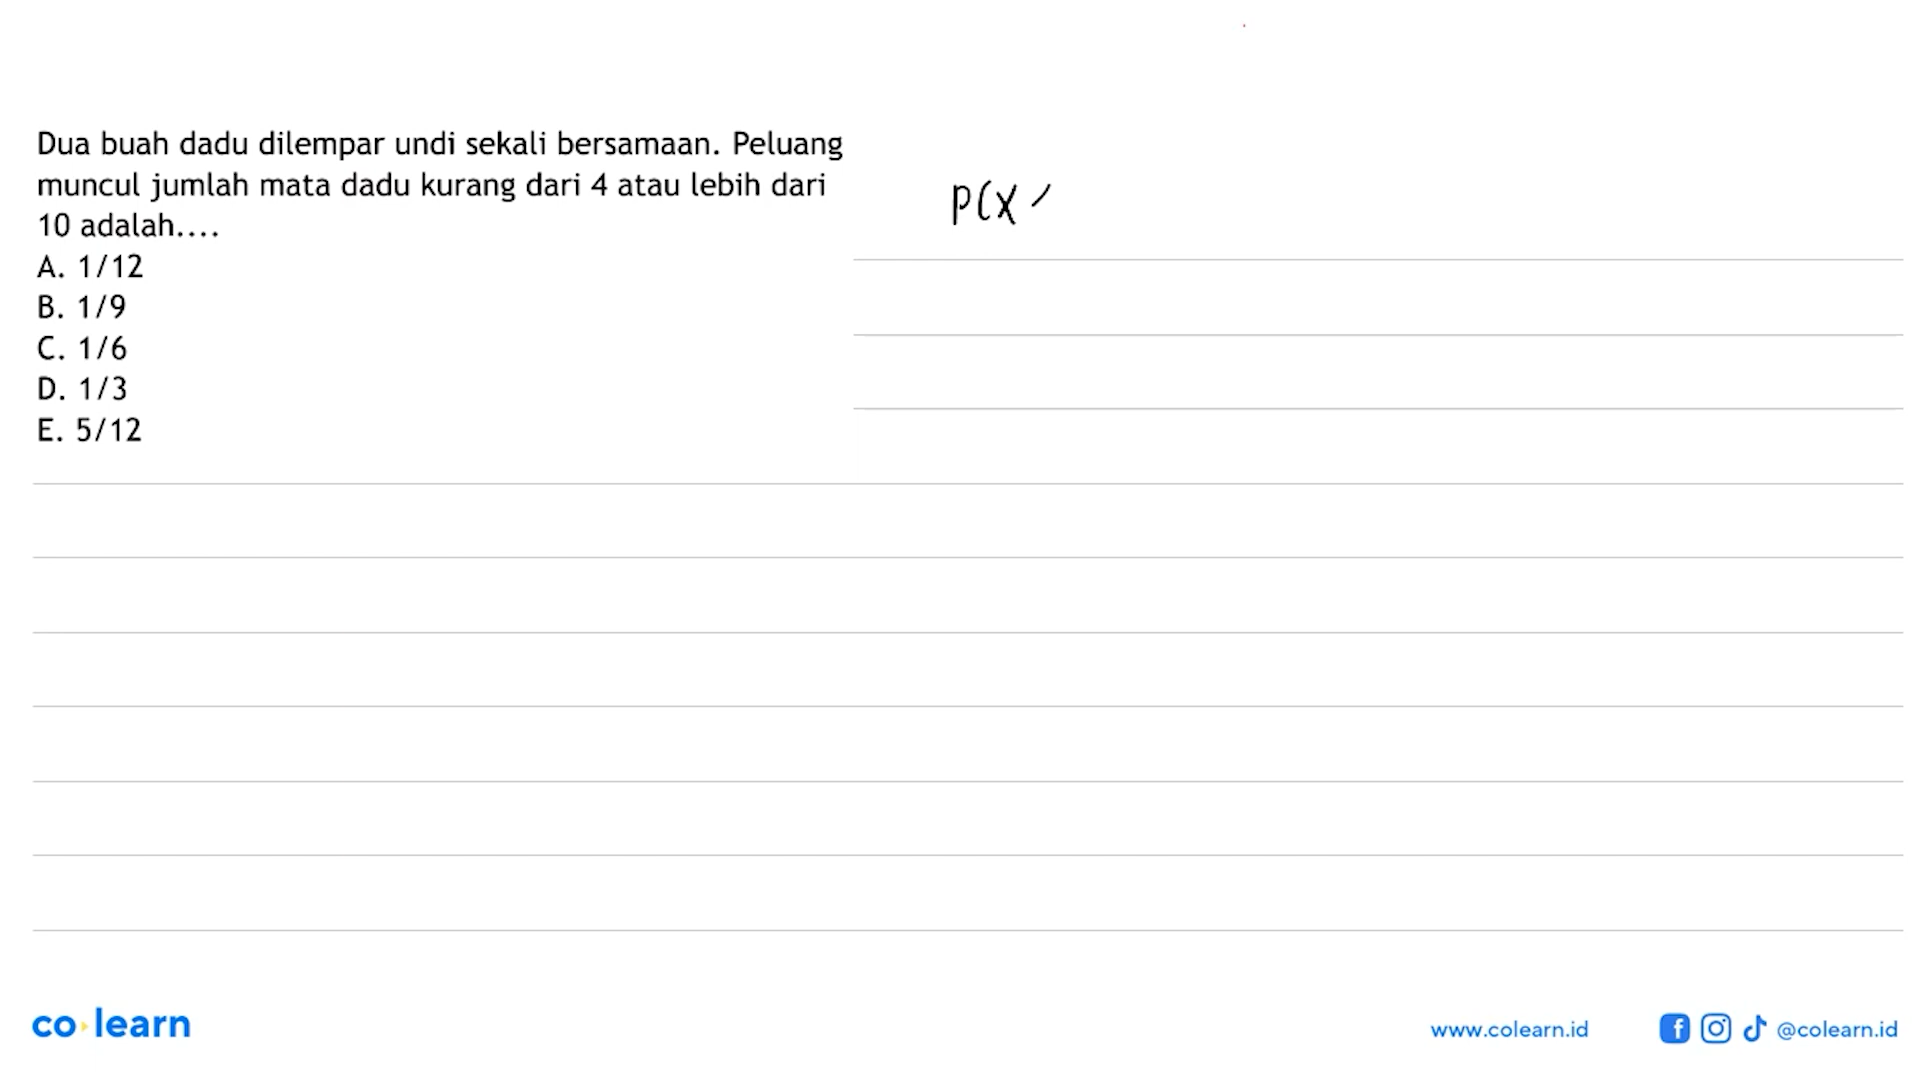 Dua buah dadu dilempar undi sekali bersamaan. Peluang
muncul jumlah mata dadu kurang dari 4 atau lebih dari
10 adalah....
A. 1/12
B. 1/9
C. 1/6
D. 1/3
E. 5/12
P(X
co learn
www.colearn.id
@colearn.id